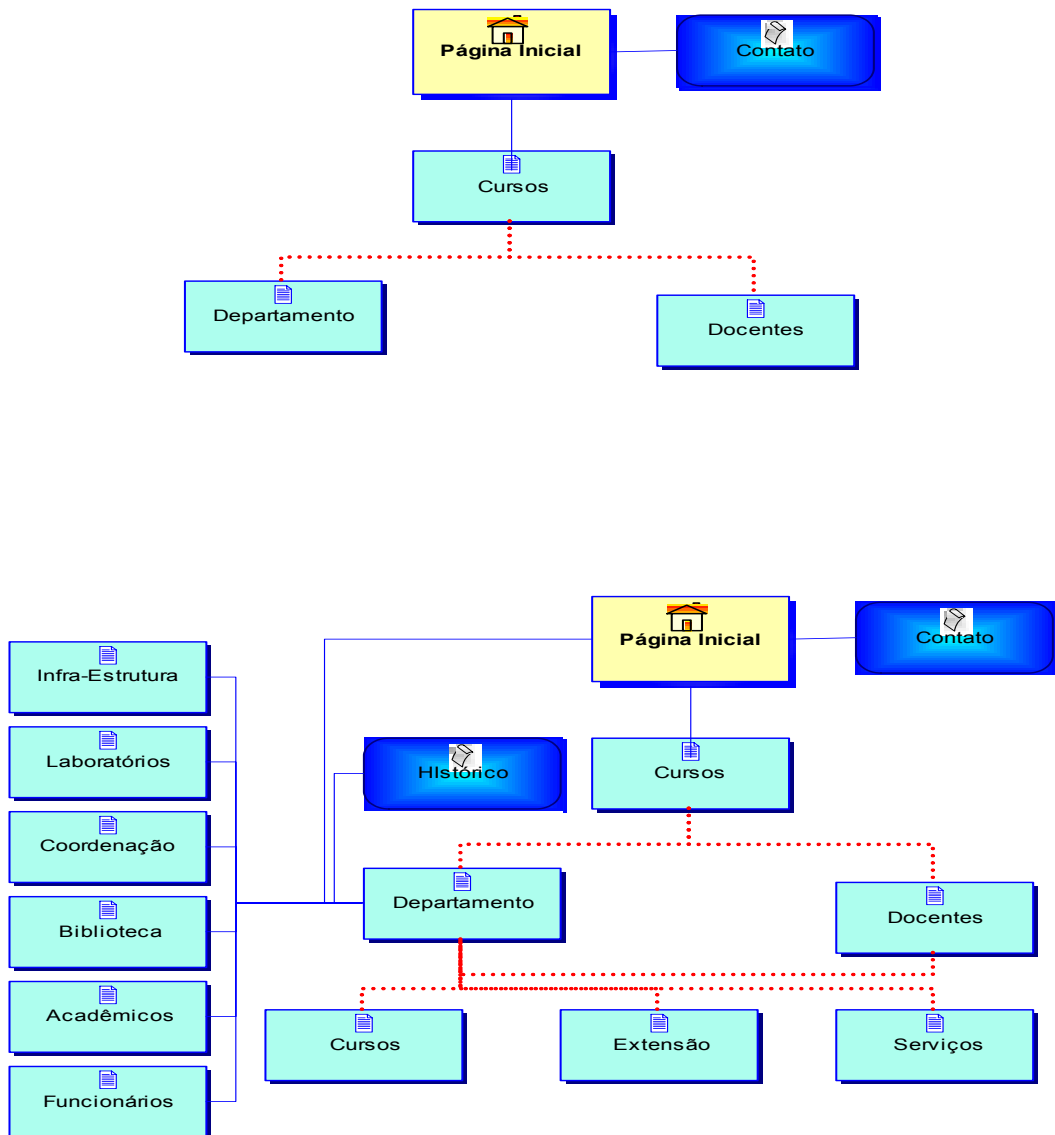 Página Inicial
Contato
Cursos
Departamento
Docentes
Página Inicial
Contato
Infra-Estrutura
Laboratórios
HIstórico
Cursos
Coordenação
Departamento
Docentes
Biblioteca
Acadêmicos
Cursos
Extensão
Serviços
Funcionários